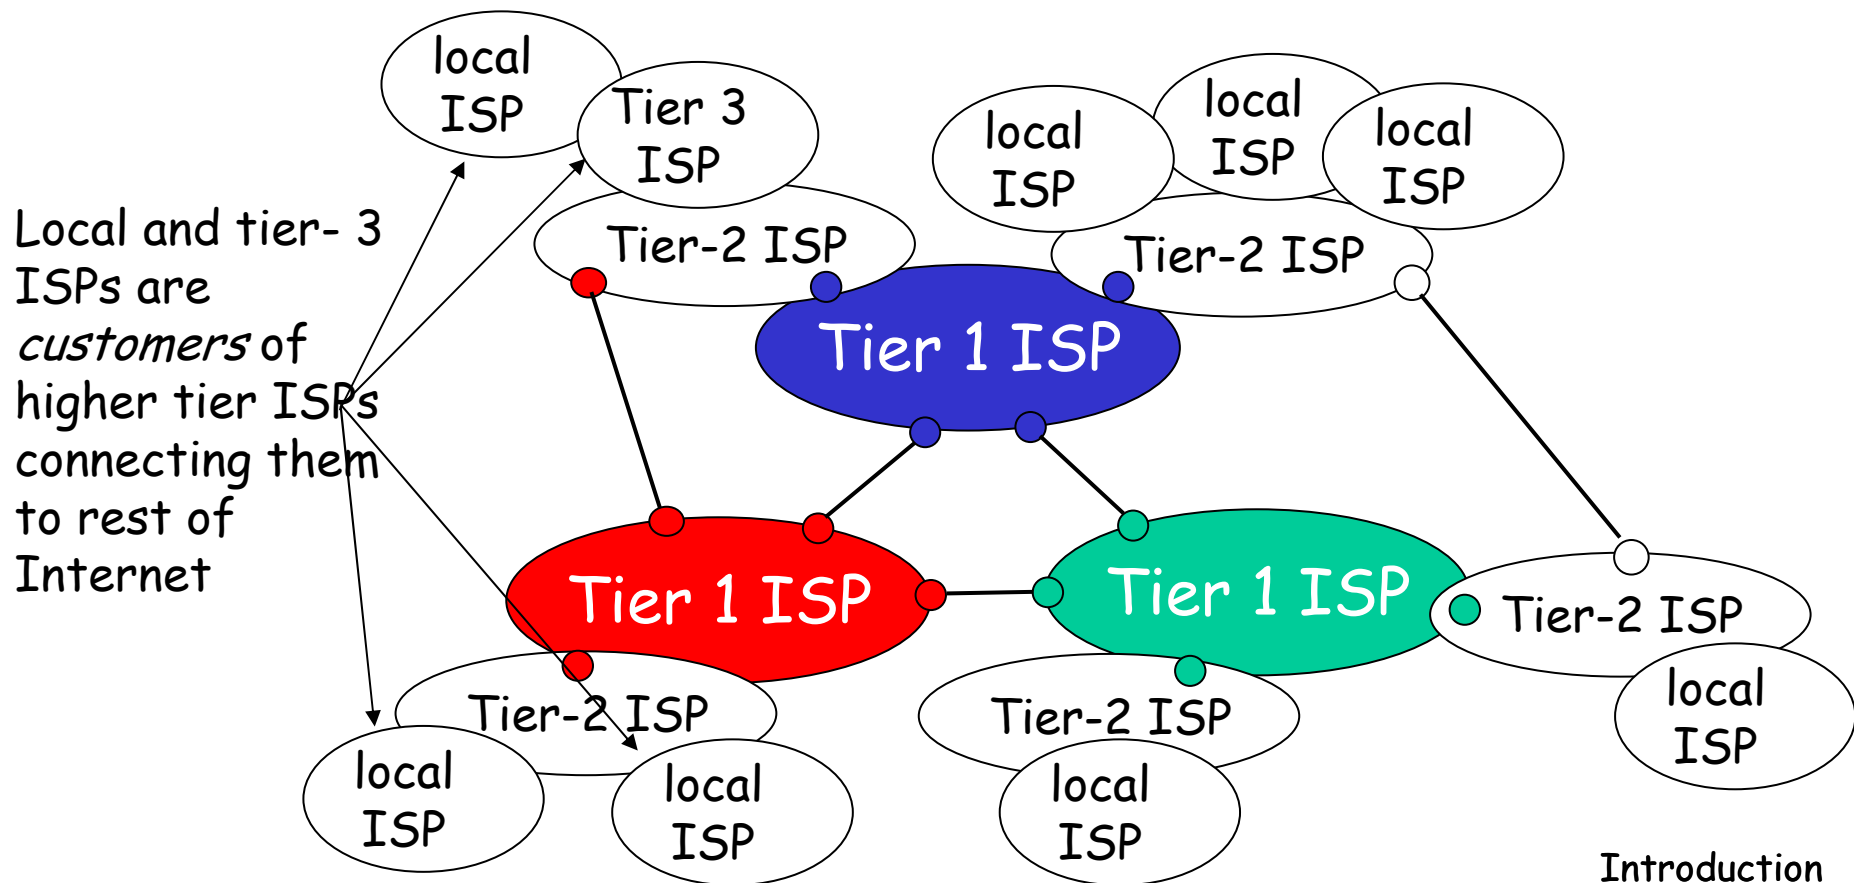 local
ISP
Tier 3
ISP
local
ISP
local
ISP
local
ISP
Local and tier- 3
ISPs are
customers of
higher tier ISPs
connecting them
to rest of
Internet
Tier-2 ISP
Tier-2 ISP
Tier 1 ISP
Tier 1 ISP
Tier 1 ISP
Tier-2 ISP
Tier-2 ISP
Tier-2 ISP
local
ISP
local
ISP
local
ISP
local
ISP
Introduction